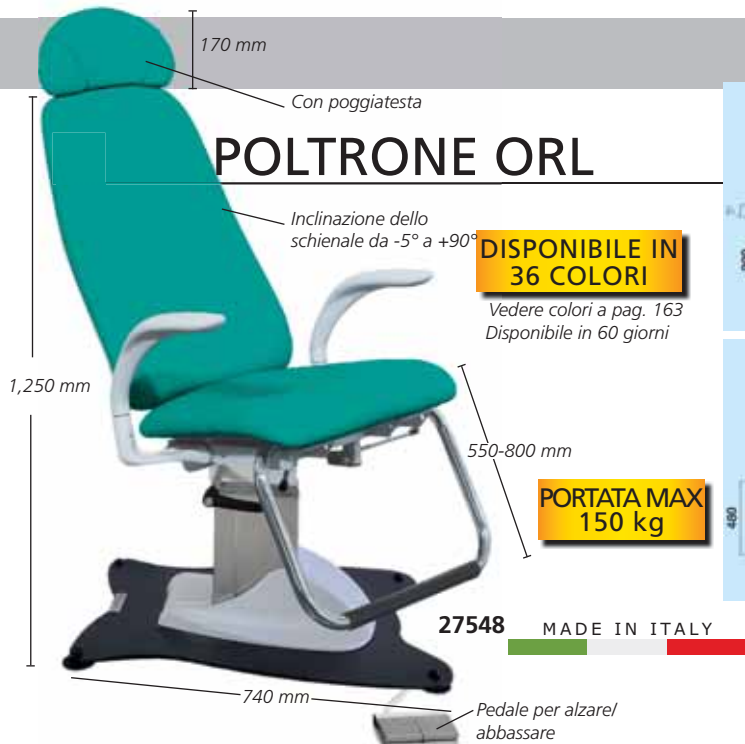 170 mm
Con poggiatesta
POLTRONE ORL
Inclinazione dello
schienale da -5° a +90°
DISPONIBILE IN
36 COLORI
Vedere colori a pag. 163
Disponibile in 60 giorni
1,250 mm
550-800 mm
PORTATA MAX
150 kg
480
27548
MADE IN ITALY
740 mm
Pedale per alzare/
abbassare